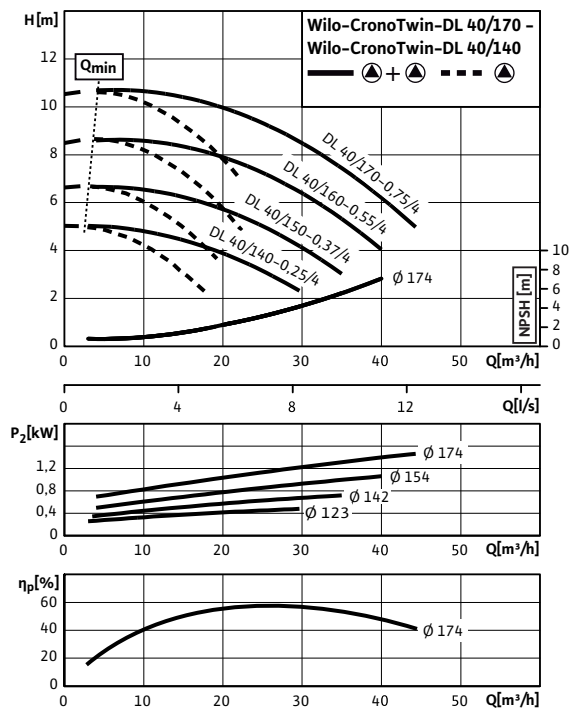 H[m]
Wilo-CronoTwin-DL 40/170 -
Wilo-CronoTwin-DL 40/140
+
12
Qmin
10
8
6
4
2
0
DL 40/170-0,75/4
DL 40/160-0,55/4
DL 40/150-0,37/4
DL 40/140-0,25/4
Ø 174
10
8
6
4
2
0
NPSH [m]
0 10 20 30 40 50 Q[m³/h]
0 4 8 12 Q[l/s]
P₂[kW]
1,2
0,8
0,4
0
Ø 174
Ø 154
Ø 142
Ø 123
0 10 20 30 40 50 Q[m³/h]
ηp[%]
60
40
20
0
Ø 174
0 10 20 30 40 50 Q[m³/h]